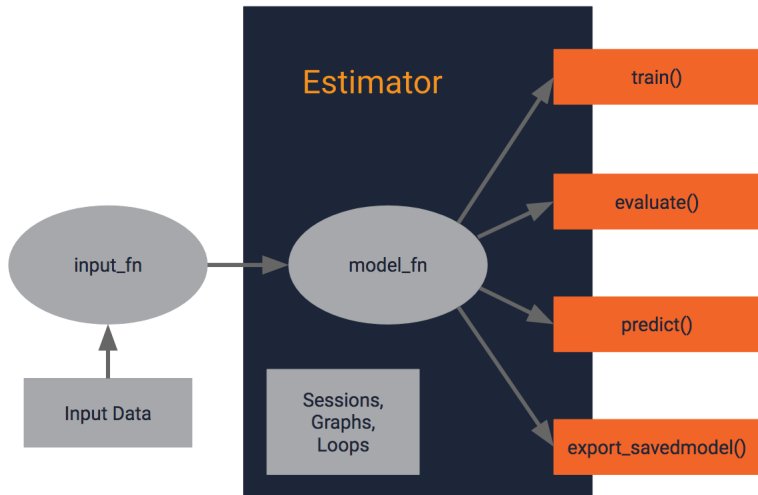 Estimator
train()
evaluate()
input_fn
model_fn
predict()
Input Data
Sessions,
Graphs,
Loops
export_savedmodel()